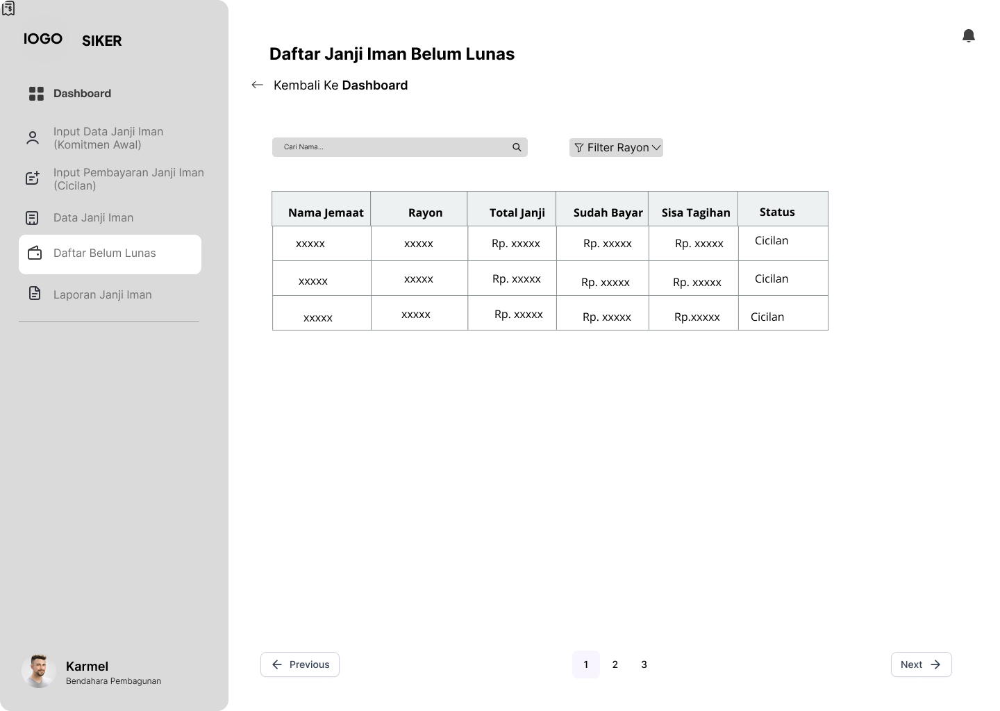 lOGO
SIKER
Dashboard
Input Data Janji Iman
(Komitmen Awal)
Input Pembayaran Janji Iman
(Cicilan)
Data Janji Iman
Daftar Belum Lunas
Laporan Janji Iman
Karmel
Bendahara Pembagunan
Daftar Janji Iman Belum Lunas
Kembali Ke Dashboard
Cari Nama...
Filter Rayon
Nama Jemaat Rayon Total Janji Sudah Bayar Sisa Tagihan Status
xxxxx xxxxx Rp. xxxxx Rp. xxxxx Rp. xxxxx Cicilan
xxxxx xxxxx Rp. xxxxx Rp. xxxxx Rp. xxxxx Cicilan
xxxxx xxxxx Rp. xxxxx Rp. xxxxx Rp.xxxxx Cicilan
Previous 1 2 3 Next